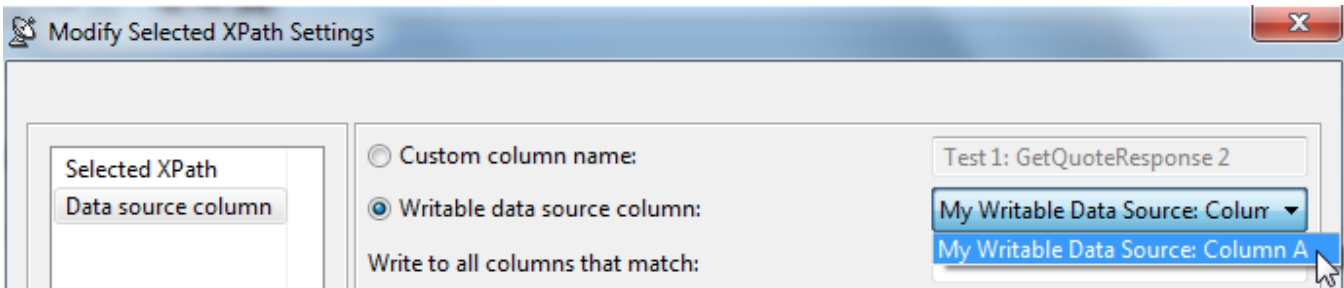 Modify Selected XPath Settings
Selected XPath
Data source column
Custom column name:
Test 1: GetQuoteResponse 2
Writable data source column:
My Writable Data Source: Colum
My Writable Data Source: Column A
Write to all columns that match: